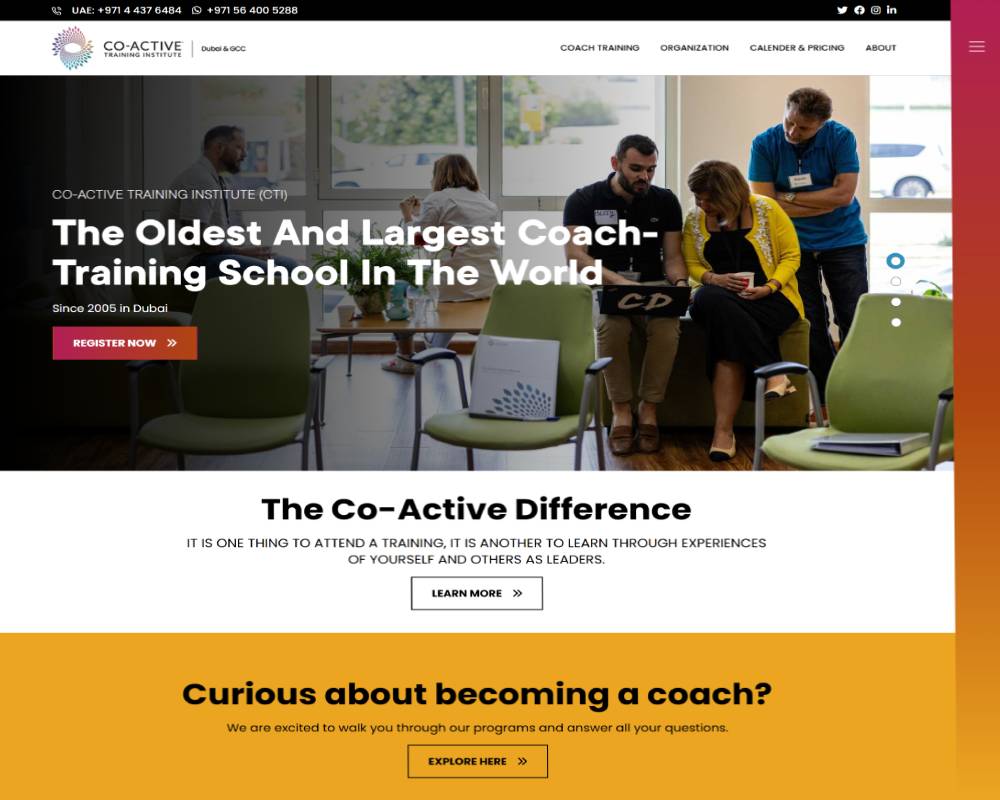 UAE: +971 4 437 6484 +971 56 400 5288
CO-ACTIVE
TRAINING INSTITUTE
Dubai & GCC
COACH TRAINING ORGANIZATION CALENDER & PRICING ABOUT
CO-ACTIVE TRAINING INSTITUTE (CTI)
The Oldest And Largest Coach-
Training School In The World
Since 2005 in Dubai
REGISTER NOW
CD
The Co-Active Difference
IT IS ONE THING TO ATTEND A TRAINING, IT IS ANOTHER TO LEARN THROUGH EXPERIENCES
OF YOURSELF AND OTHERS AS LEADERS.
LEARN MORE
Curious about becoming a coach?
We are excited to walk you through our programs and answer all your questions.
EXPLORE HERE